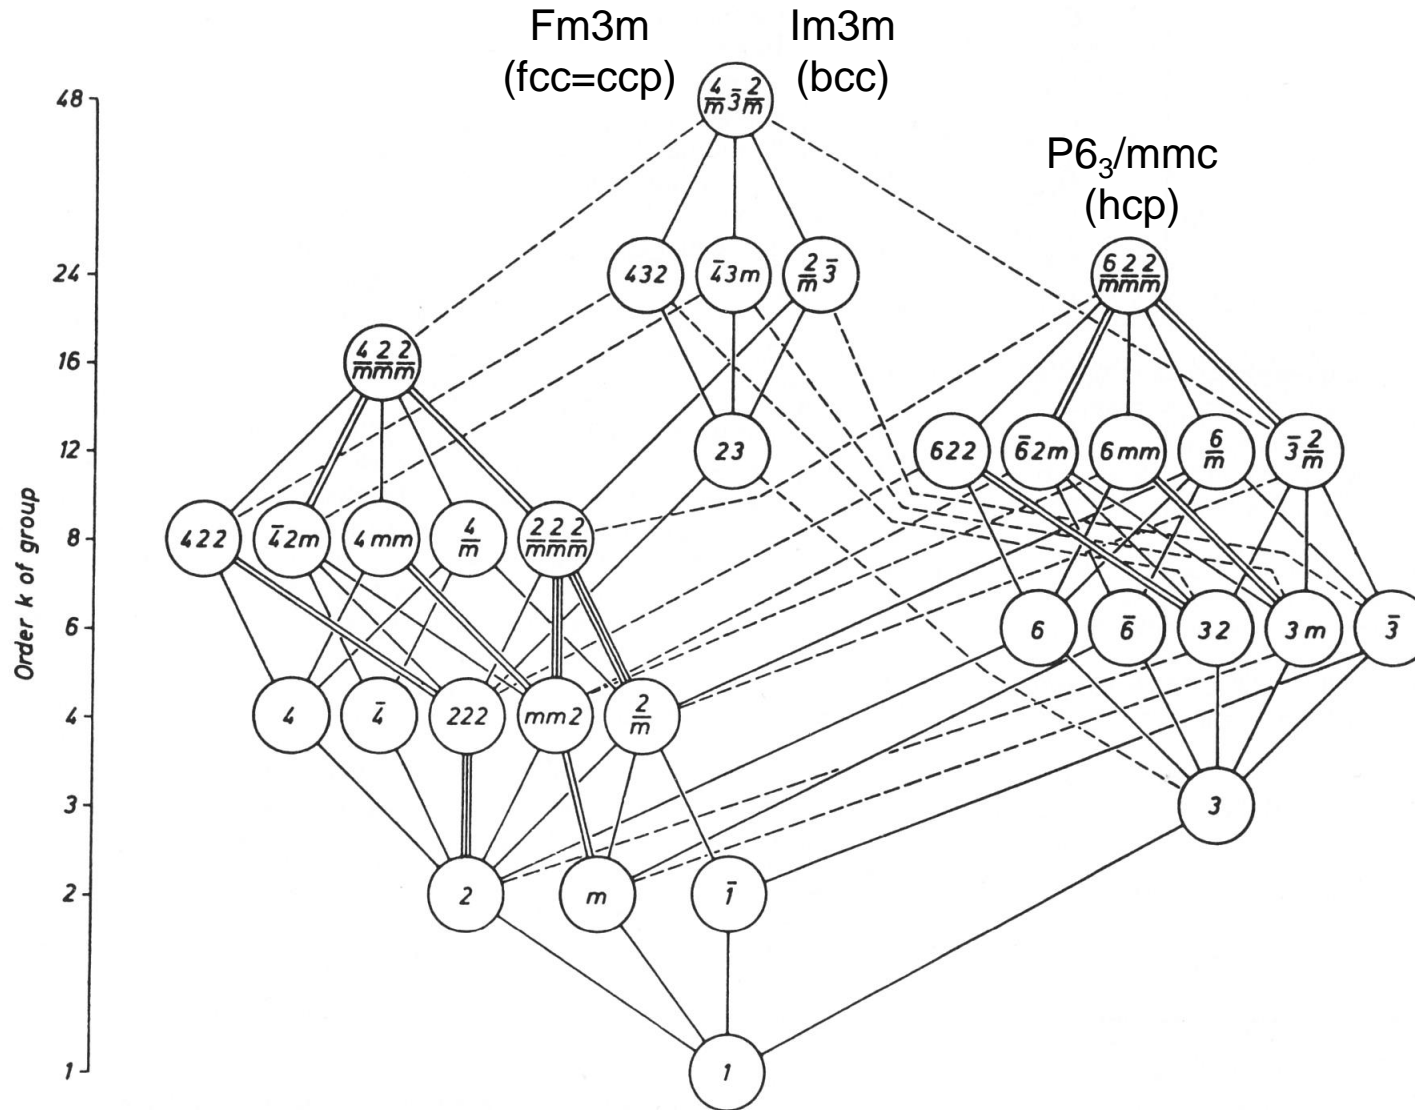 Fm3m
(fcc=ccp)
Im3m
(bcc)
P6₃/mmc
(hcp)
Order k of group
48
4/m 3̄ 2/m
24
432
4̄3m
2/m 3̄
6/m 2/m 2/m
16
4/m 2/m 2/m
12
23
622
6̄2m
6mm
6/m
3̄ 2/m
8
422
4̄2m
4mm
4/m
2/m 2/m 2/m
6
6
6̄
32
3m
3̄
4
4
4̄
222
mm2
2/m
3
3
2
2
m
1̄
1
1